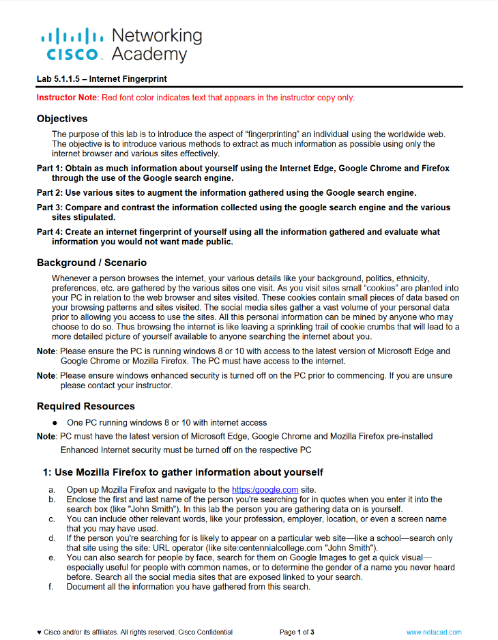 Networking
CISCO Academy
Lab 5.1.1.5 – Internet Fingerprint
Instructor Note: Red font color indicates text that appears in the instructor copy only.
Objectives
The purpose of this lab is to introduce the aspect of "fingerprinting" an individual using the worldwide web.
The objective is to introduce various methods to extract as much information as possible using only the
internet browser and various sites effectively.
Part 1: Obtain as much information about yourself using the Internet Edge, Google Chrome and Firefox
through the use of the Google search engine.
Part 2: Use various sites to augment the information gathered using the Google search engine.
Part 3: Compare and contrast the information collected using the google search engine and the various
sites stipulated.
Part 4: Create an internet fingerprint of yourself using all the information gathered and evaluate what
information you would not want made public.
Background / Scenario
Whenever a person browses the internet, your various details like your background, politics, ethnicity,
preferences, etc. are gathered by the various sites one visit. As you visit sites small "cookies" are planted into
your PC in relation to the web browser and sites visited. These cookies contain small pieces of data based on
your browsing patterns and sites visited. The social media sites gather a vast volume of your personal data
prior to allowing you access to use the sites. All this personal information can be mined by anyone who may
choose to do so. Thus browsing the internet is like leaving a sprinkling trail of cookie crumbs that will lead to a
more detailed picture of yourself available to anyone searching the internet about you.
Note: Please ensure the PC is running windows 8 or 10 with access to the latest version of Microsoft Edge and
Google Chrome or Mozilla Firefox. The PC must have access to the internet.
Note: Please ensure windows enhanced security is turned off on the PC prior to commencing. If you are unsure
please contact your instructor.
Required Resources
● One PC running windows 8 or 10 with internet access
Note: PC must have the latest version of Microsoft Edge, Google Chrome and Mozilla Firefox pre-installed
Enhanced Internet security must be turned off on the respective PC
1: Use Mozilla Firefox to gather information about yourself
a. Open up Mozilla Firefox and navigate to the https:/google.com site.
b. Enclose the first and last name of the person you're searching for in quotes when you enter it into the
search box (like "John Smith"). In this lab the person you are gathering data on is yourself.
c. You can include other relevant words, like your profession, employer, location, or even a screen name
that you may have used.
d. If the person you're searching for is likely to appear on a particular web site—like a school—search only
that site using the site: URL operator (like site:centennialcollege.com "John Smith").
e. You can also search for people by face, search for them on Google Images to get a quick visual—
especially useful for people with common names, or to determine the gender of a name you never heard
before. Search all the social media sites that are exposed linked to your search.
f. Document all the information you have gathered from this search.
♥ Cisco and/or its affiliates. All rights reserved. Cisco Confidential Page 1 of 3 www.netacad.com